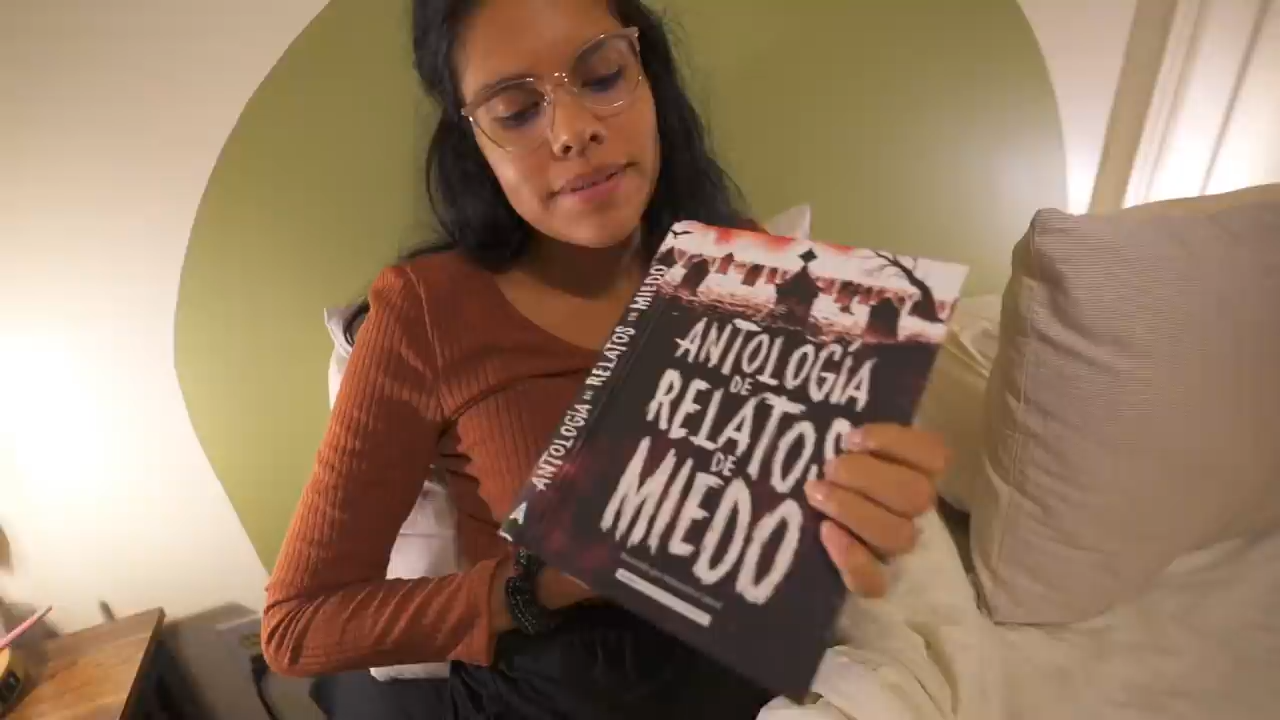 ANTOLOGÍA DE RELATOS DE MIEDO
ANTOLOGÍA
DE
RELATOS
DE
MIEDO